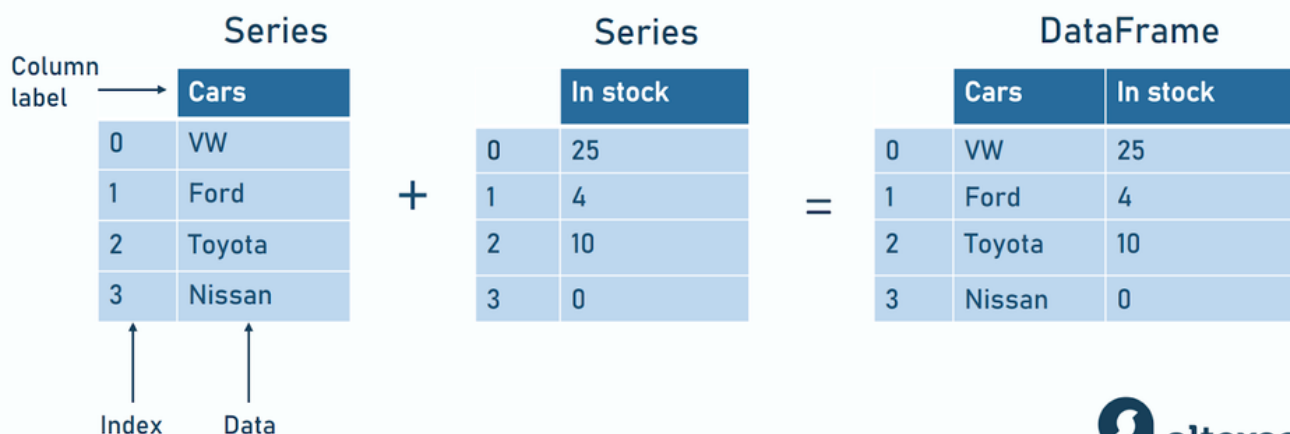 Series
Series
DataFrame
Column
label
Cars
In stock
Cars In stock
0 VW
0 25
0 VW 25
1 Ford
1 4
1 Ford 4
2 Toyota
2 10
2 Toyota 10
3 Nissan
3 0
3 Nissan 0
+
=
Index
Data